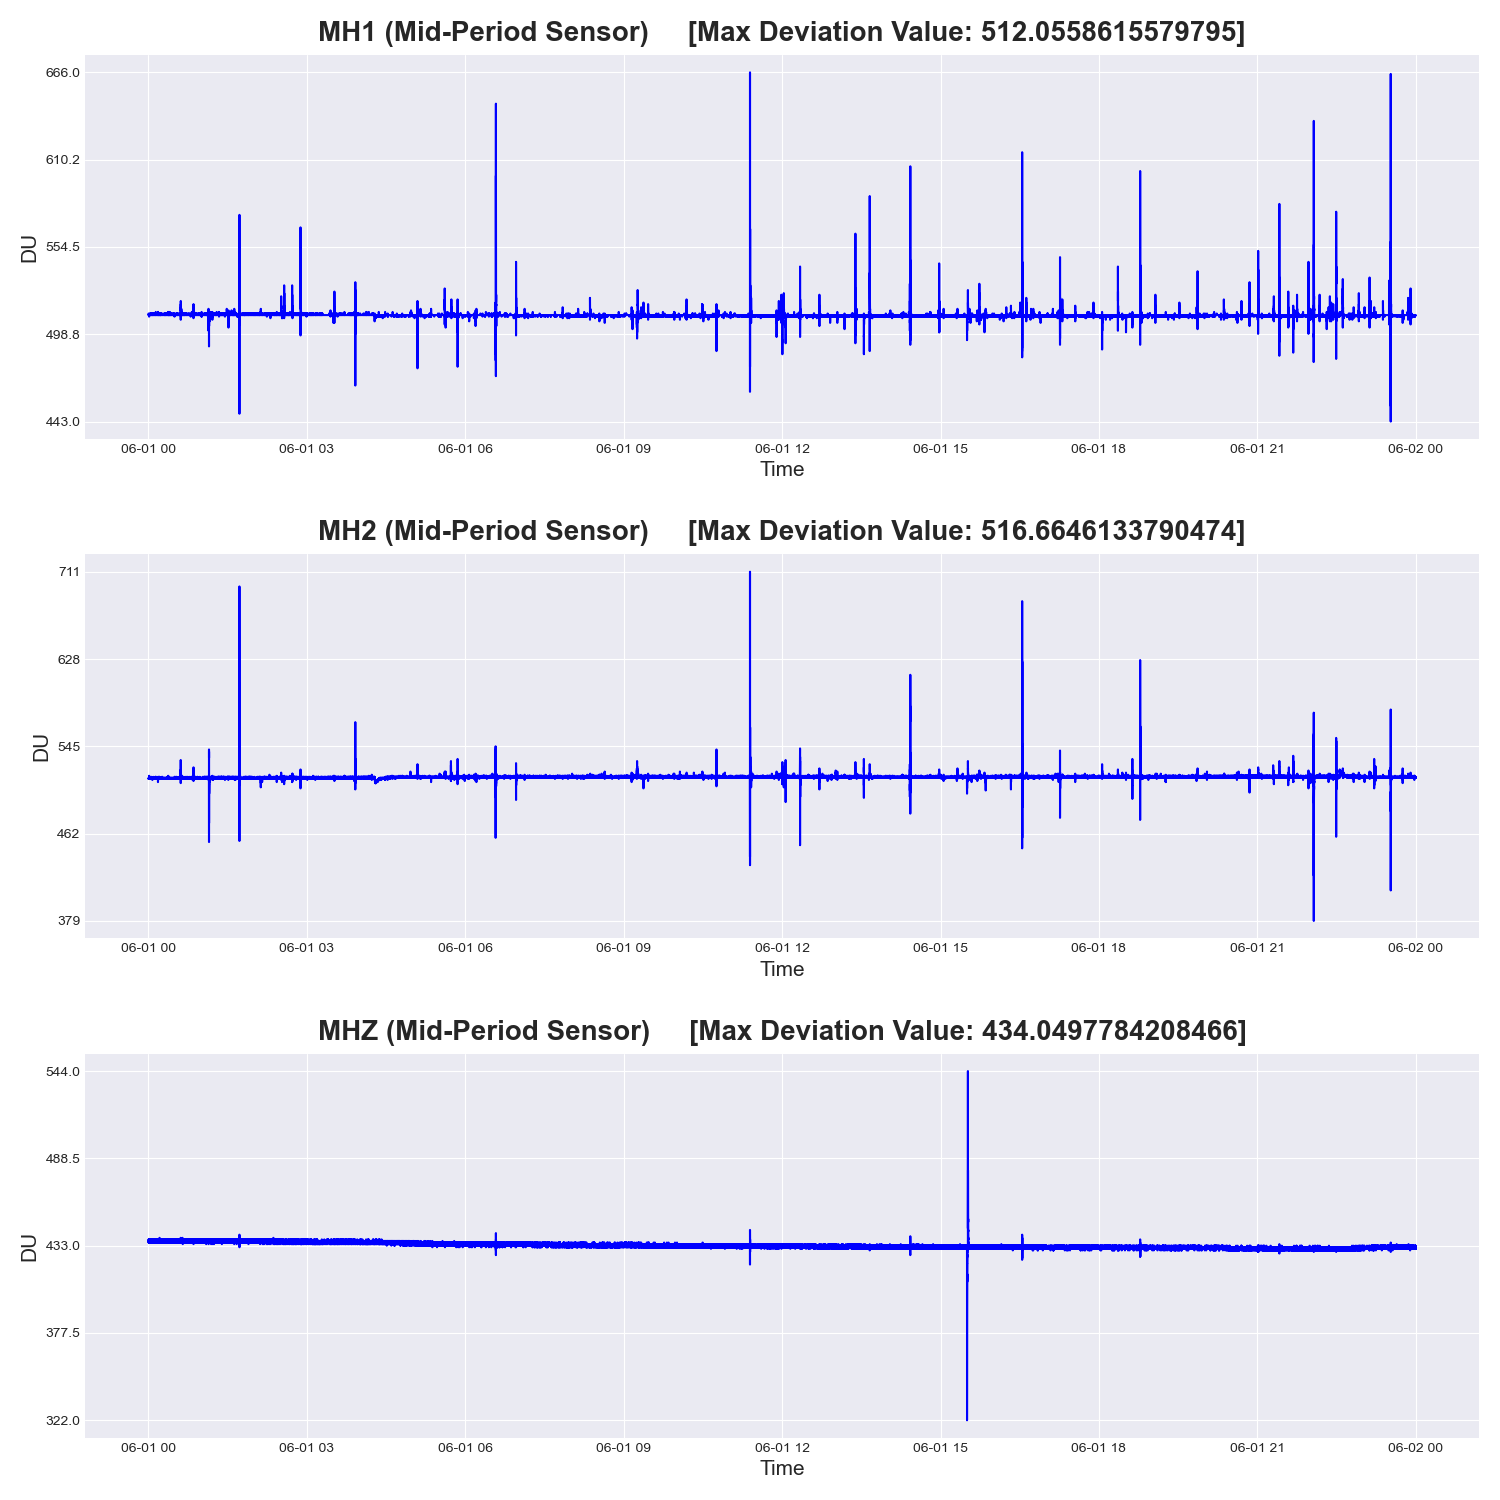 MH1 (Mid-Period Sensor) [Max Deviation Value: 512.0558615579795]
666.0
610.2
554.5
498.8
443.0
DU
06-01 00 06-01 03 06-01 06 06-01 09 06-01 12 06-01 15 06-01 18 06-01 21 06-02 00
Time
MH2 (Mid-Period Sensor) [Max Deviation Value: 516.6646133790474]
711
628
545
462
379
DU
06-01 00 06-01 03 06-01 06 06-01 09 06-01 12 06-01 15 06-01 18 06-01 21 06-02 00
Time
MHZ (Mid-Period Sensor) [Max Deviation Value: 434.0497784208466]
544.0
488.5
433.0
377.5
322.0
DU
06-01 00 06-01 03 06-01 06 06-01 09 06-01 12 06-01 15 06-01 18 06-01 21 06-02 00
Time